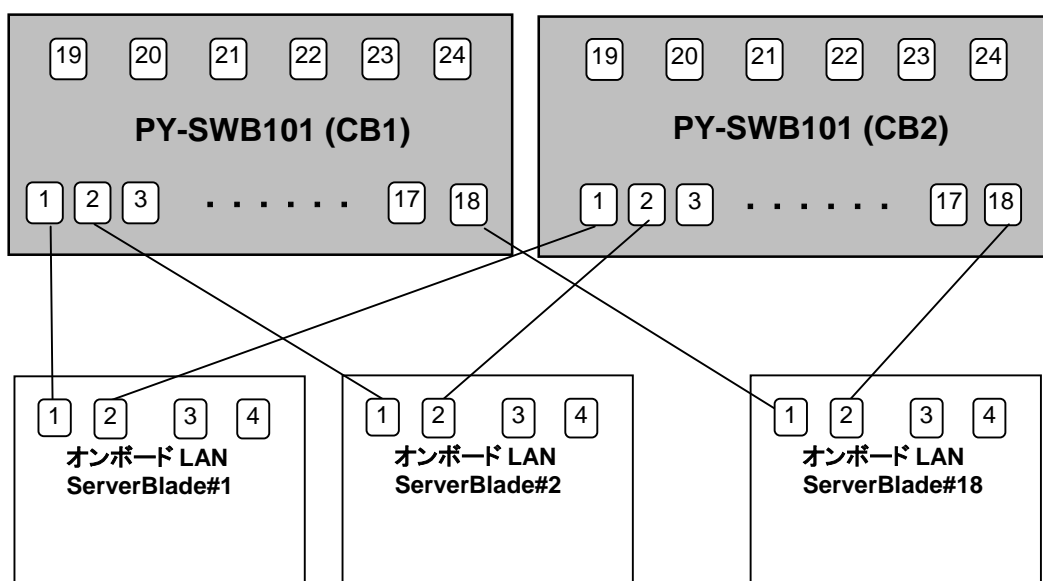 19 20 21 22 23 24
PY-SWB101 (CB1)
1 2 3 . . . . . . 17 18
19 20 21 22 23 24
PY-SWB101 (CB2)
1 2 3 . . . . . . 17 18
1 2 3 4
オンボード LAN
ServerBlade#1
1 2 3 4
オンボード LAN
ServerBlade#2
1 2 3 4
オンボード LAN
ServerBlade#18